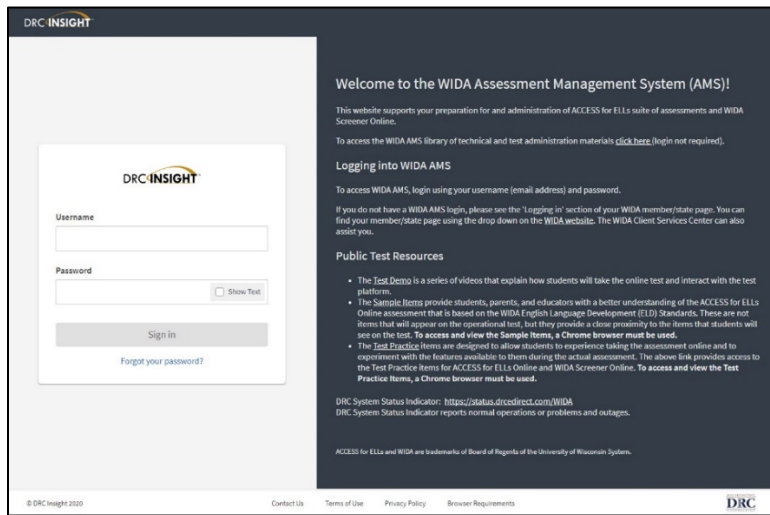 DRC INSIGHT
DRC INSIGHT
Username
Password
Show Text
Sign in
Forgot your password?
Welcome to the WIDA Assessment Management System (AMS)!
This website supports your preparation for and administration of ACCESS for ELLs suite of assessments and WIDA
Screener Online.
To access the WIDA AMS library of technical and test administration materials click here (login not required).
Logging into WIDA AMS
To access WIDA AMS, login using your username (email address) and password.
If you do not have a WIDA AMS login, please see the 'Logging in' section of your WIDA member/state page. You can
find your member/state page using the drop down on the WIDA website. The WIDA Client Services Center can also
assist you.
Public Test Resources
• The Test Demo is a series of videos that explain how students will take the online test and interact with the test
platform.
• The Sample Items provide students, parents, and educators with a better understanding of the ACCESS for ELLs
Online assessment that is based on the WIDA English Language Development (ELD) Standards. These are not
items that will appear on the operational test, but they provide a close proximity to the items that students will
see on the test. To access and view the Sample Items, a Chrome browser must be used.
• The Test Practice items are designed to allow students to experience taking the assessment online and to
experiment with the features available to them during the actual assessment. The above link provides access to
the Test Practice items for ACCESS for ELLs Online and WIDA Screener Online. To access and view the Test
Practice Items, a Chrome browser must be used.
DRC System Status Indicator: https://status.drcedirect.com/WIDA
DRC System Status Indicator reports normal operations or problems and outages.
ACCESS for ELLs and WIDA are trademarks of Board of Regents of the University of Wisconsin System.
© DRC Insight 2020
Contact Us Terms of Use Privacy Policy Browser Requirements
DRC